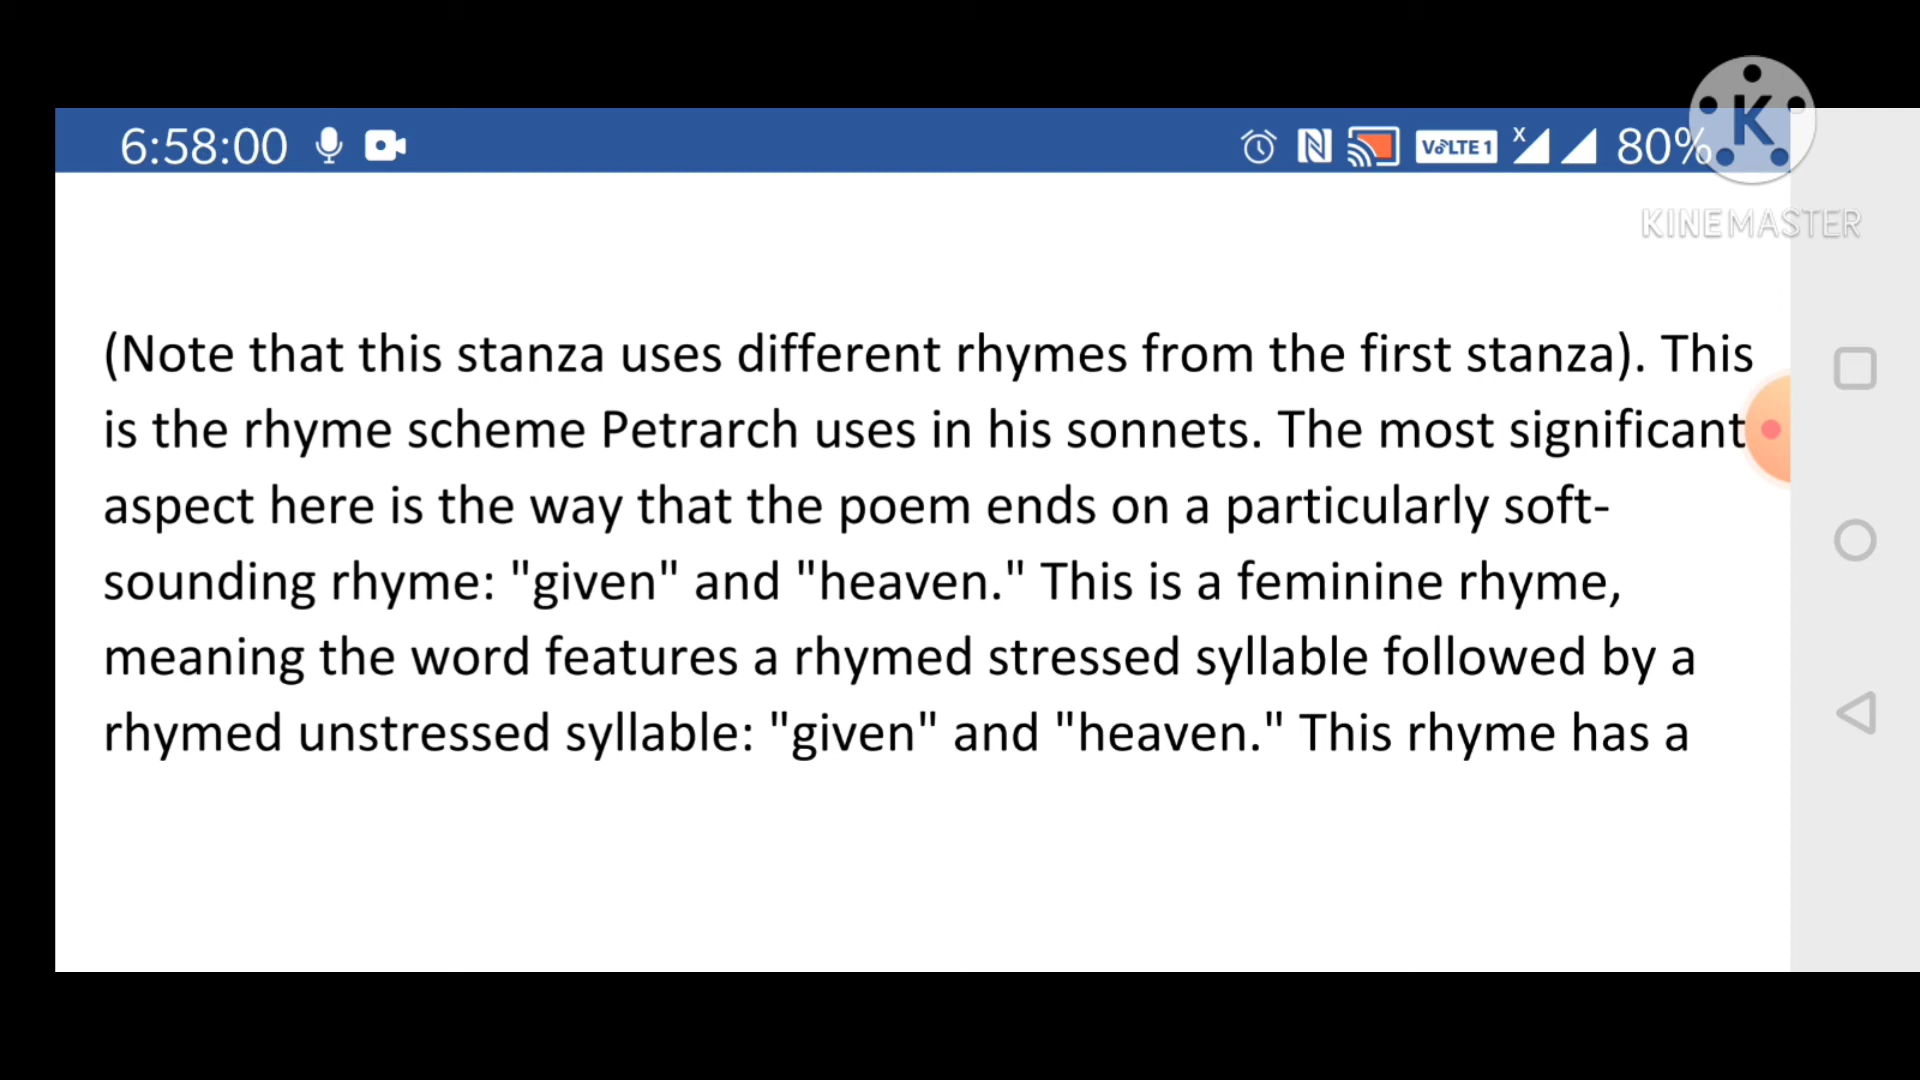 6:58:00 VoLTE 1 x 80%
K
KINEMASTER
(Note that this stanza uses different rhymes from the first stanza). This
is the rhyme scheme Petrarch uses in his sonnets. The most significant
aspect here is the way that the poem ends on a particularly soft-
sounding rhyme: "given" and "heaven." This is a feminine rhyme,
meaning the word features a rhymed stressed syllable followed by a
rhymed unstressed syllable: "given" and "heaven." This rhyme has a